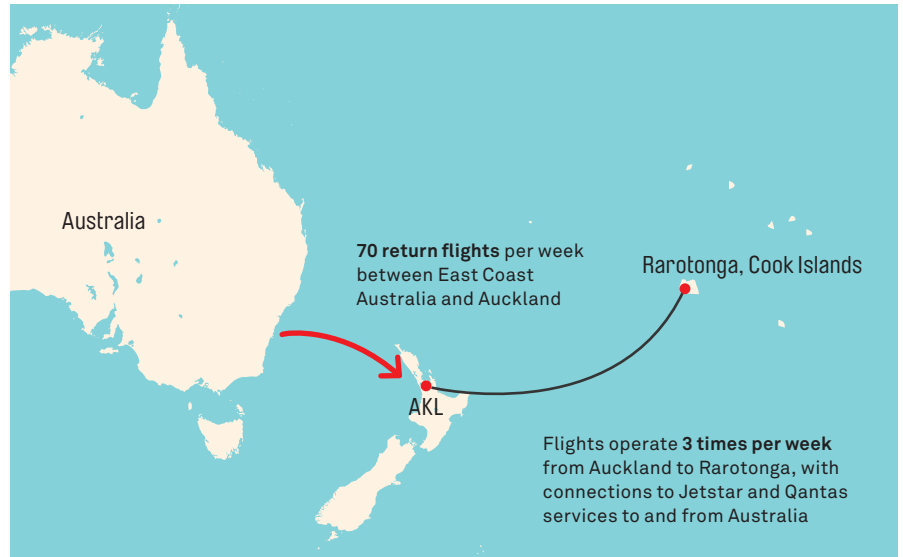 Australia
70 return flights per week
between East Coast
Australia and Auckland
Rarotonga, Cook Islands
AKL
Flights operate 3 times per week
from Auckland to Rarotonga, with
connections to Jetstar and Qantas
services to and from Australia